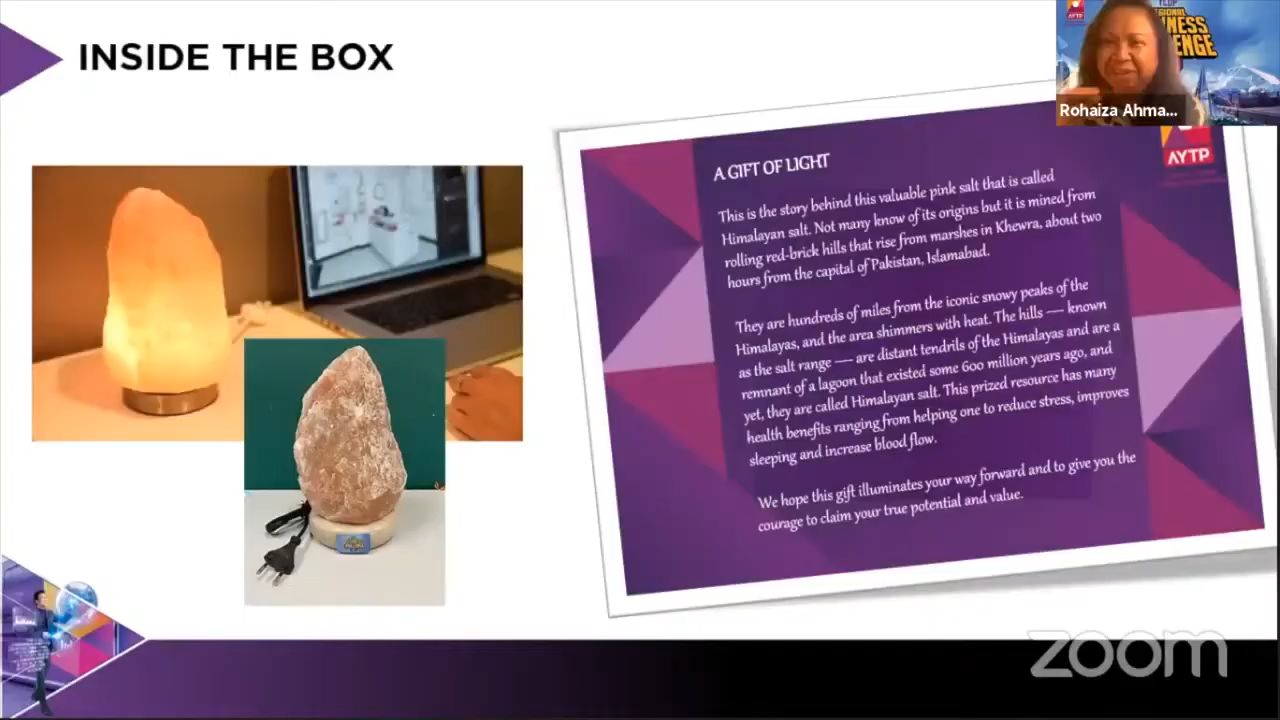 INSIDE THE BOX
NESS
ENGE
AYTP
Rohaiza Ahma...
AYTP
A GIFT OF LIGHT
This is the story behind this valuable pink salt that is called
Himalayan salt. Not many know of its origins but it is mined from
rolling red-brick hills that rise from marshes in Khewra, about two
hours from the capital of Pakistan, Islamabad.
They are hundreds of miles from the iconic snowy peaks of the
Himalayas, and the area shimmers with heat. The hills — known
as the salt range — are distant tendrils of the Himalayas and are a
remnant of a lagoon that existed some 600 million years ago, and
yet, they are called Himalayan salt. This prized resource has many
health benefits ranging from helping one to reduce stress, improves
sleeping and increase blood flow.
We hope this gift illuminates your way forward and to give you the
courage to claim your true potential and value.
zoom